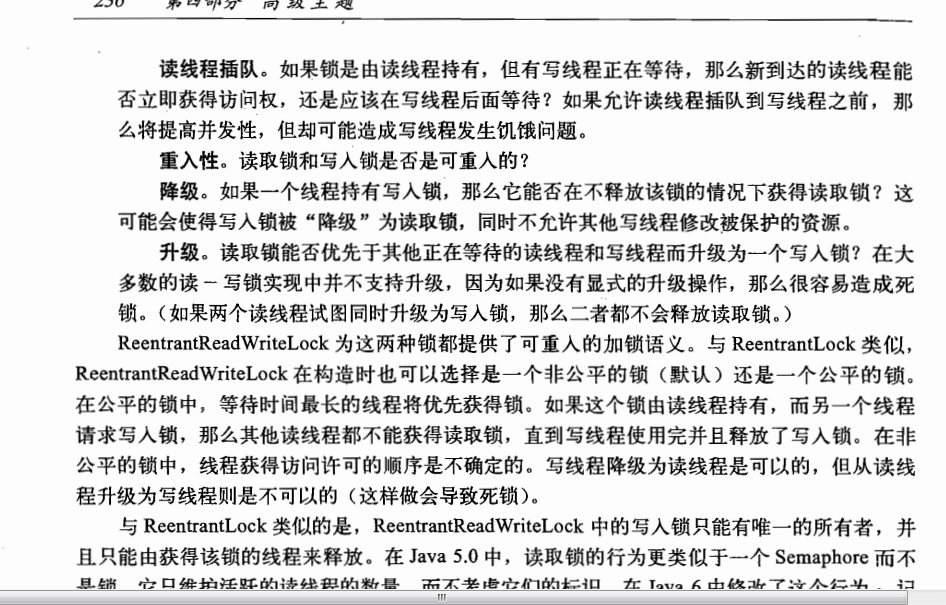 236 第四部分 高级主题
读线程插队。如果锁是由读线程持有，但有写线程正在等待，那么新到达的读线程能
否立即获得访问权，还是应该在写线程后面等待？如果允许读线程插队到写线程之前，那
么将提高并发性，但却可能造成写线程发生饥饿问题。
重入性。读取锁和写入锁是否是可重入的？
降级。如果一个线程持有写入锁，那么它能否在不释放该锁的情况下获得读取锁？这
可能会使得写入锁被“降级”为读取锁，同时不允许其他写线程修改被保护的资源。
升级。读取锁能否优先于其他正在等待的读线程和写线程而升级为一个写入锁？在大
多数的读－写锁实现中并不支持升级，因为如果没有显式的升级操作，那么很容易造成死
锁。（如果两个读线程试图同时升级为写入锁，那么二者都不会释放读取锁。）
ReentrantReadWriteLock 为这两种锁都提供了可重入的加锁语义。与 ReentrantLock 类似，
ReentrantReadWriteLock 在构造时也可以选择是一个非公平的锁（默认）还是一个公平的锁。
在公平的锁中，等待时间最长的线程将优先获得锁。如果这个锁由读线程持有，而另一个线程
请求写入锁，那么其他读线程都不能获得读取锁，直到写线程使用完并且释放了写入锁。在非
公平的锁中，线程获得访问许可的顺序是不确定的。写线程降级为读线程是可以的，但从读线
程升级为写线程则是不可以的（这样做会导致死锁）。
与 ReentrantLock 类似的是，ReentrantReadWriteLock 中的写入锁只能有唯一的所有者，并
且只能由获得该锁的线程来释放。在 Java 5.0 中，读取锁的行为更类似于一个 Semaphore 而不
是锁，它只维护活跃的读线程的数量，而不考虑它们的标识。在 Java 6 中修改了这个行为。记